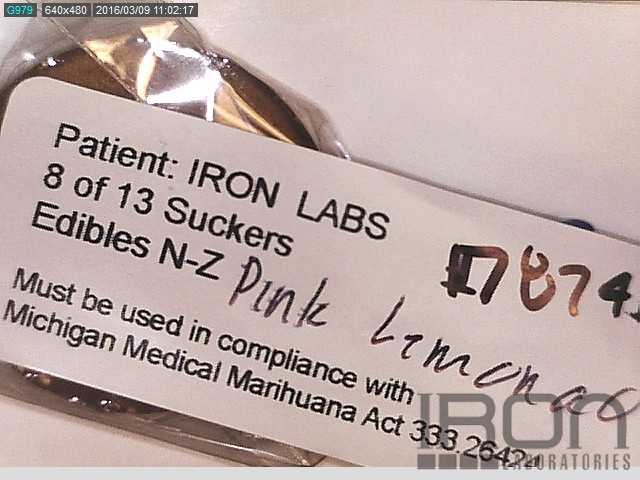 G979 640x480 2016/03/09 11:02:17
Patient: IRON LABS
8 of 13 Suckers
Edibles N-Z Pink
Must be used in compliance with
Michigan Medical Marihuana Act 333.2642
IRON
LABORATORIES